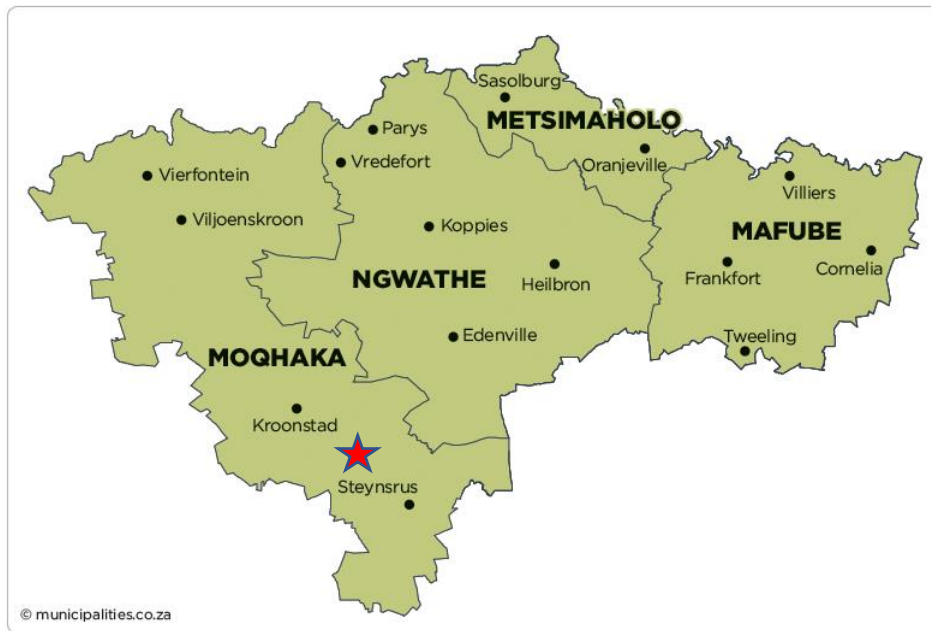 Sasolburg
METSIMAHOLO
Parys
Oranjeville
Vredefort
Vierfontein
Villiers
Viljoenskroon
Koppies
MAFUBE
NGWATHE
Heilbron
Frankfort
Cornelia
Edenville
Tweeling
MOQHAKA
Kroonstad
Steynsrus
© municipalities.co.za